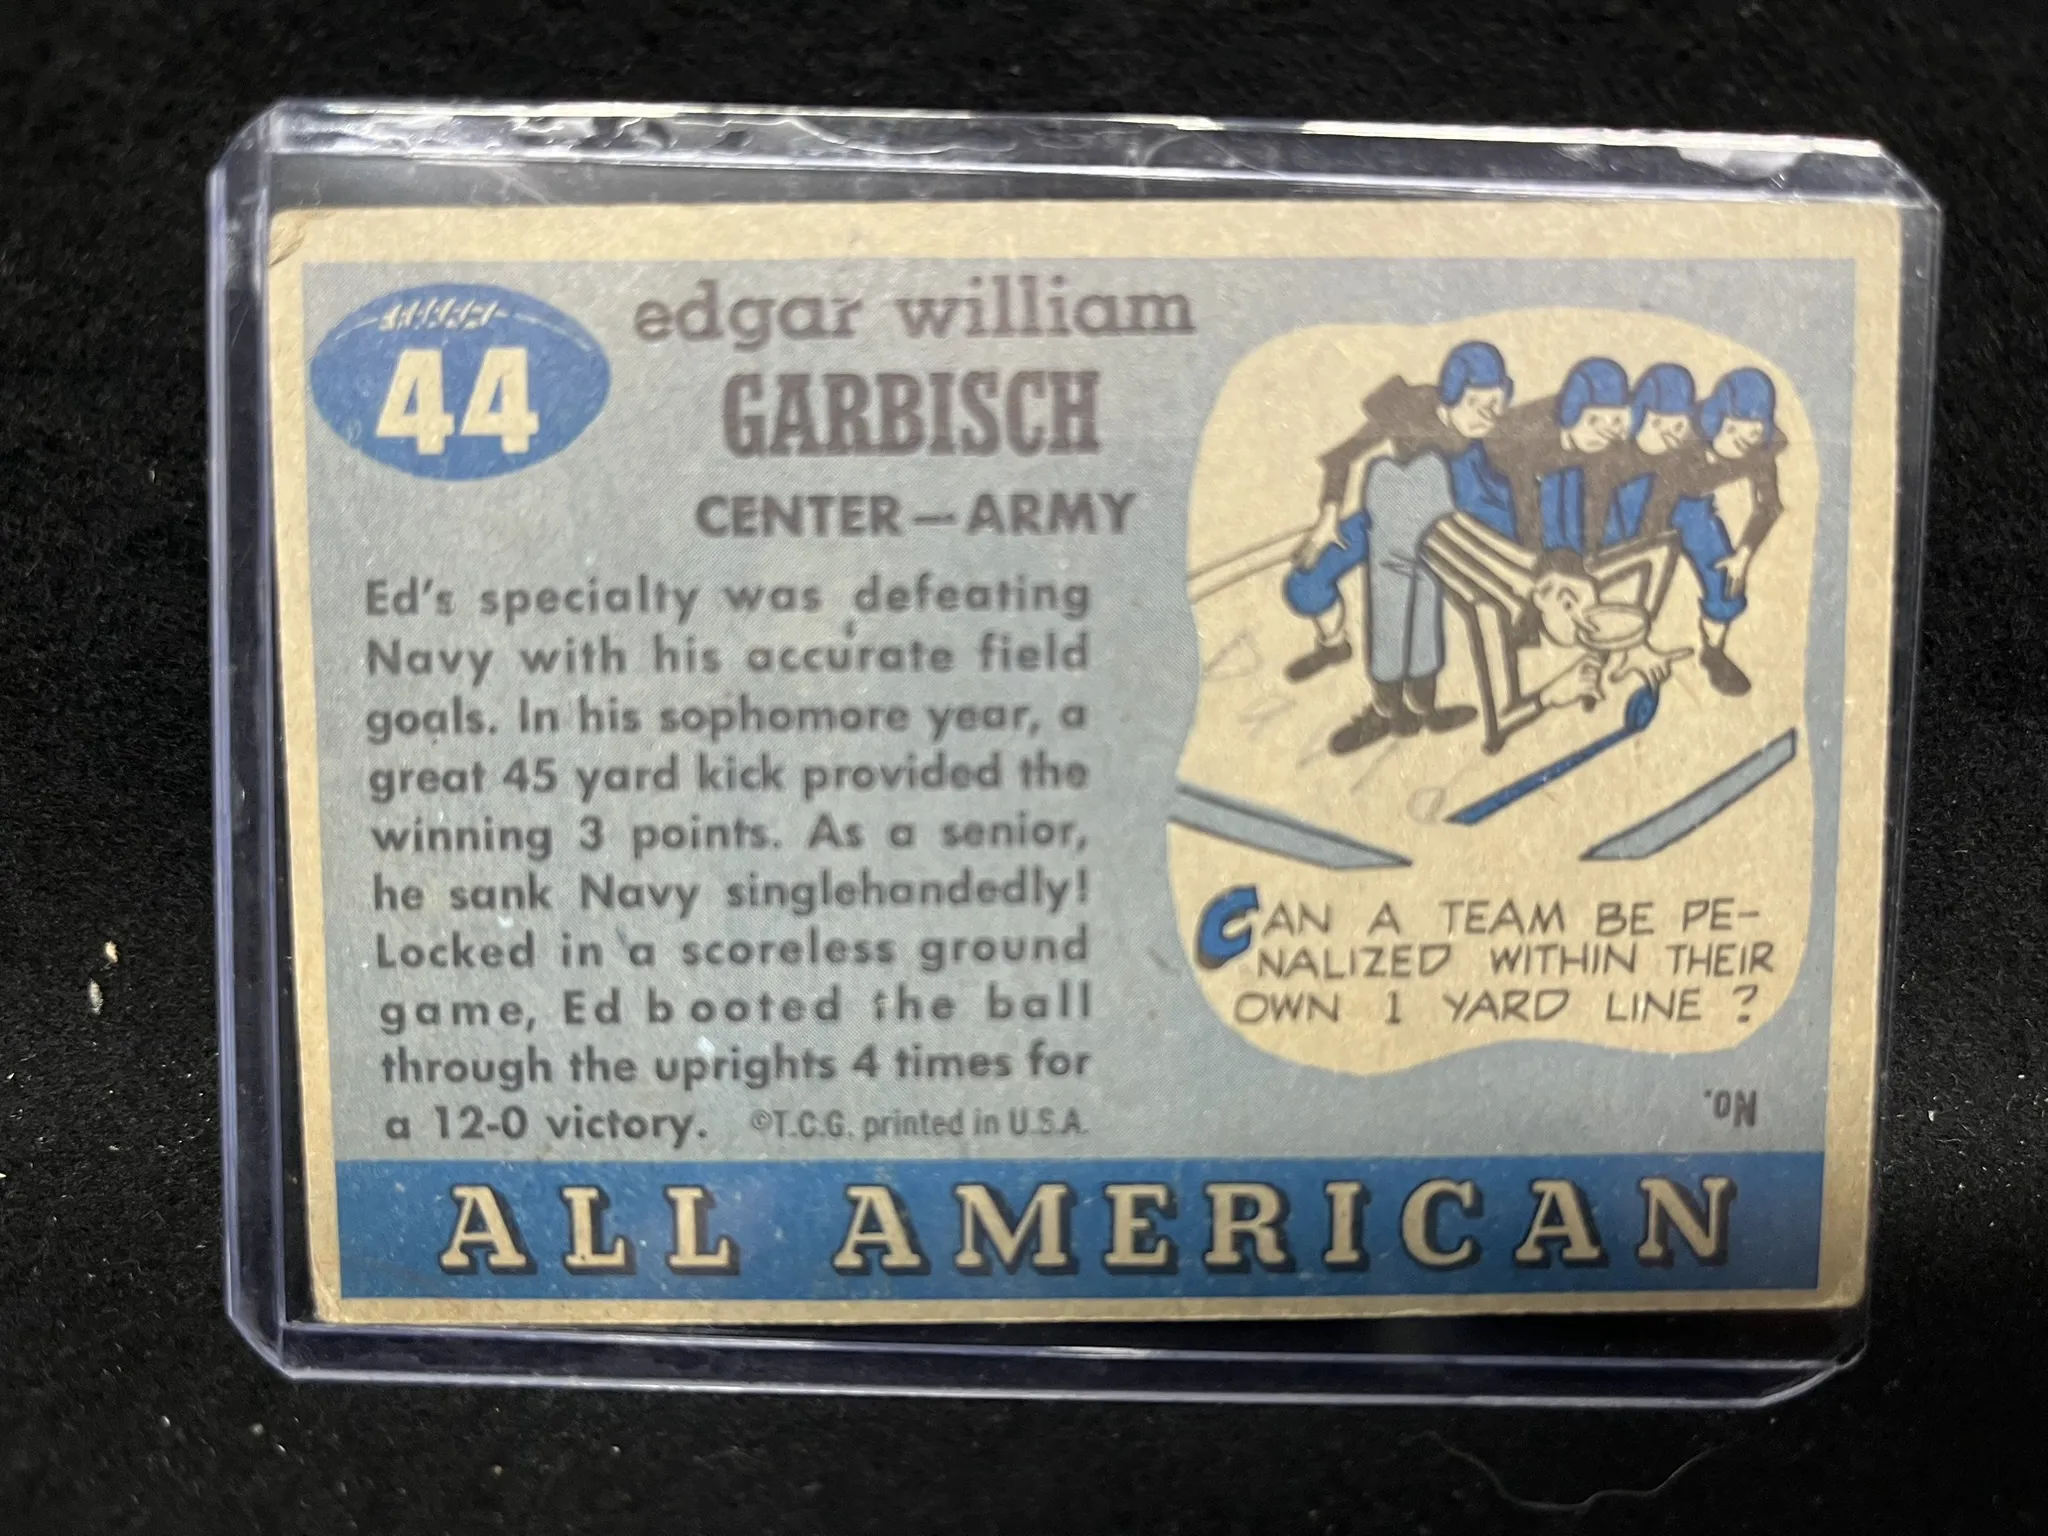 44
edgar william
GARBISCH
CENTER—ARMY
Ed's specialty was defeating
Navy with his accurate field
goals. In his sophomore year, a
great 45 yard kick provided the
winning 3 points. As a senior,
he sank Navy singlehandedly!
Locked in a scoreless ground
game, Ed booted the ball
through the uprights 4 times for
a 12-0 victory. ©T.C.G. printed in U.S.A.
CAN A TEAM BE PE-
NALIZED WITHIN THEIR
OWN 1 YARD LINE?
No.
ALL AMERICAN